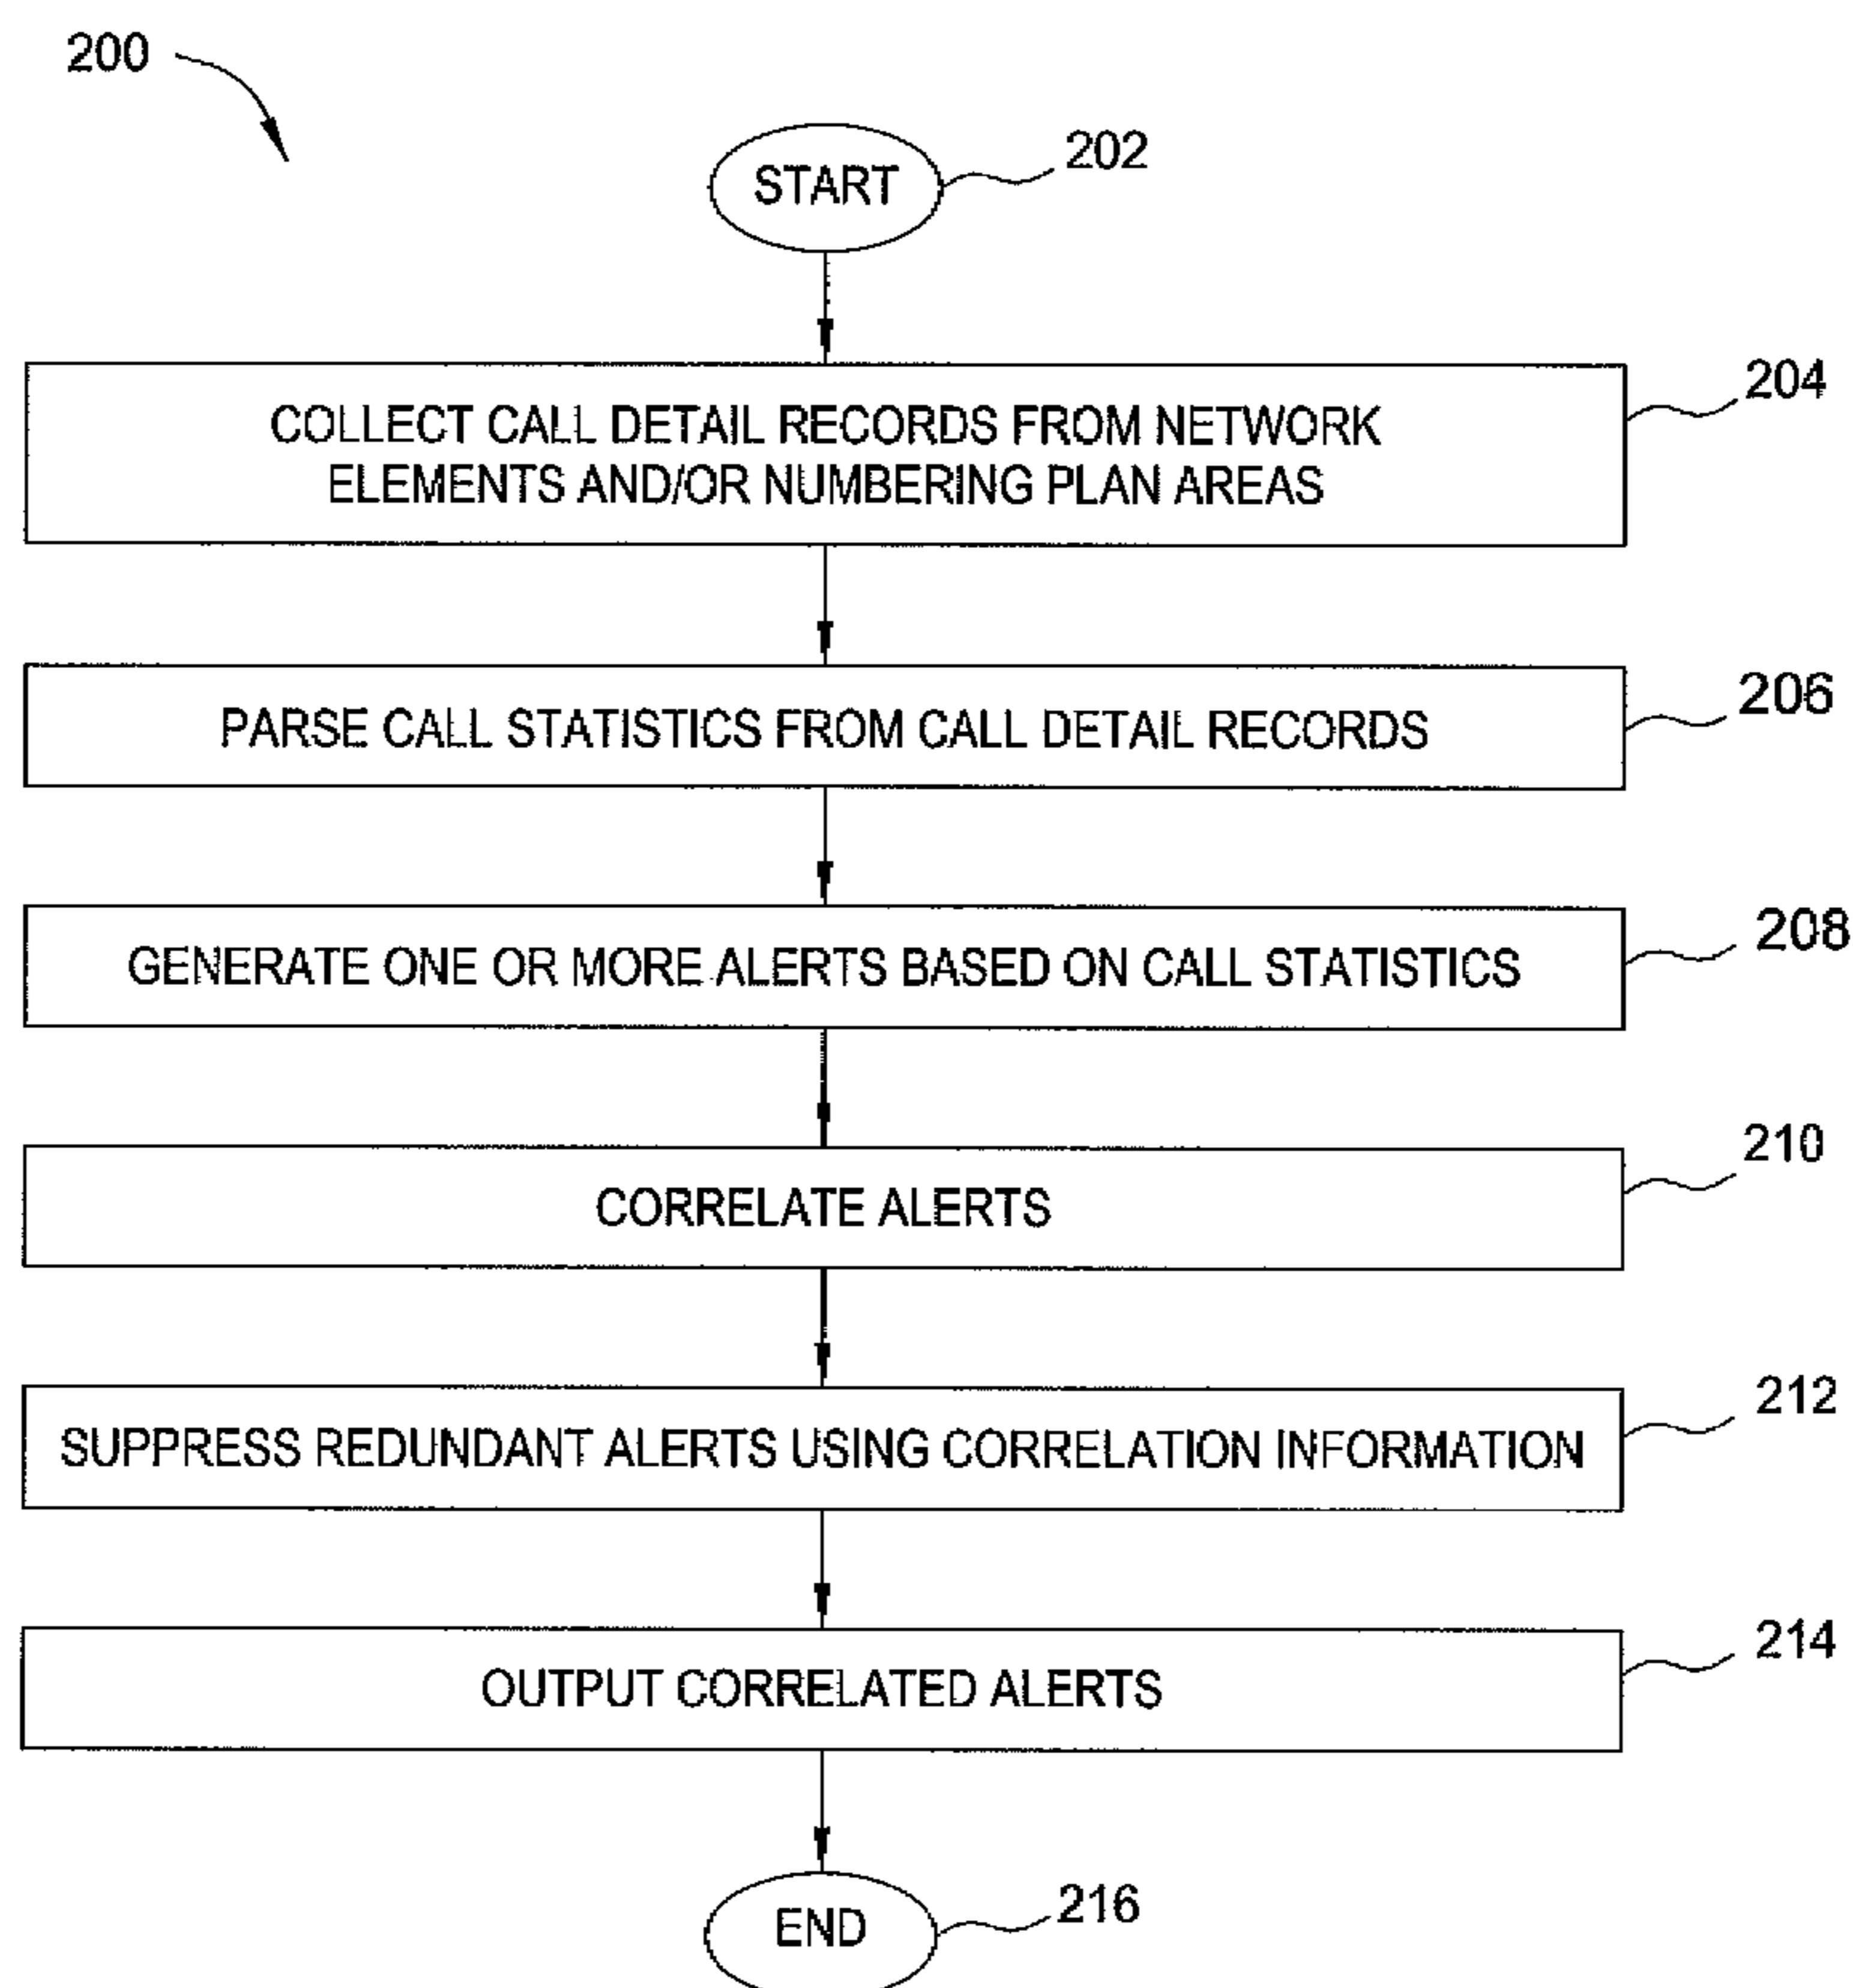 200
START
202
COLLECT CALL DETAIL RECORDS FROM NETWORK
ELEMENTS AND/OR NUMBERING PLAN AREAS
204
PARSE CALL STATISTICS FROM CALL DETAIL RECORDS
206
GENERATE ONE OR MORE ALERTS BASED ON CALL STATISTICS
208
CORRELATE ALERTS
210
SUPPRESS REDUNDANT ALERTS USING CORRELATION INFORMATION
212
OUTPUT CORRELATED ALERTS
214
END
216